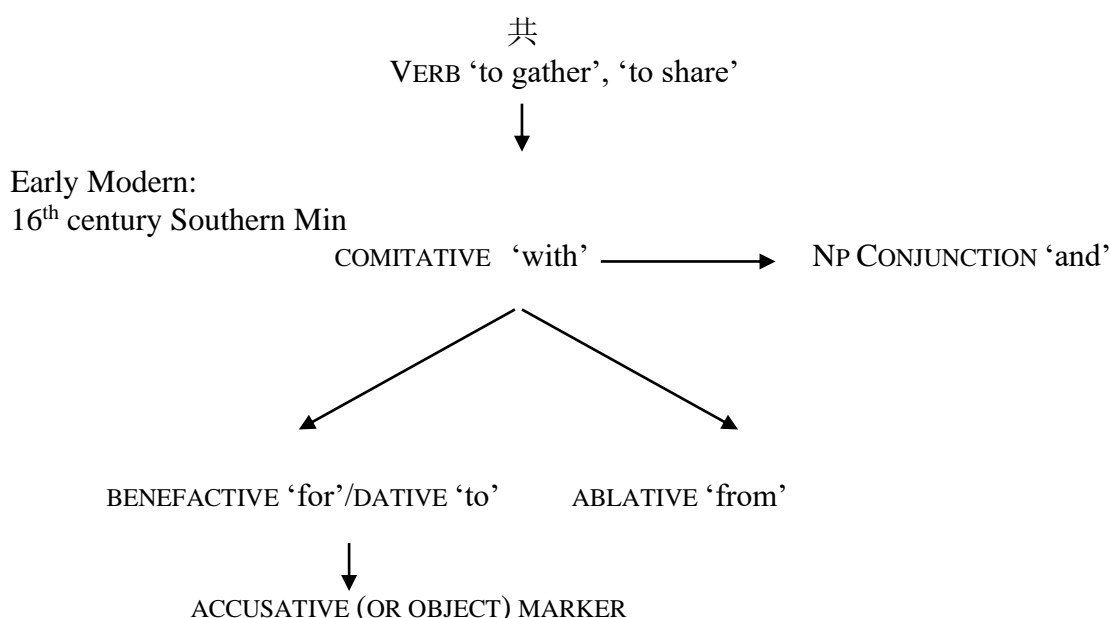 共
VERB ‘to gather’, ‘to share’
Early Modern:
16th century Southern Min
COMITATIVE ‘with’ NP CONJUNCTION ‘and’
BENEFACTIVE ‘for’/DATIVE ‘to’ ABLATIVE ‘from’
ACCUSATIVE (OR OBJECT) MARKER